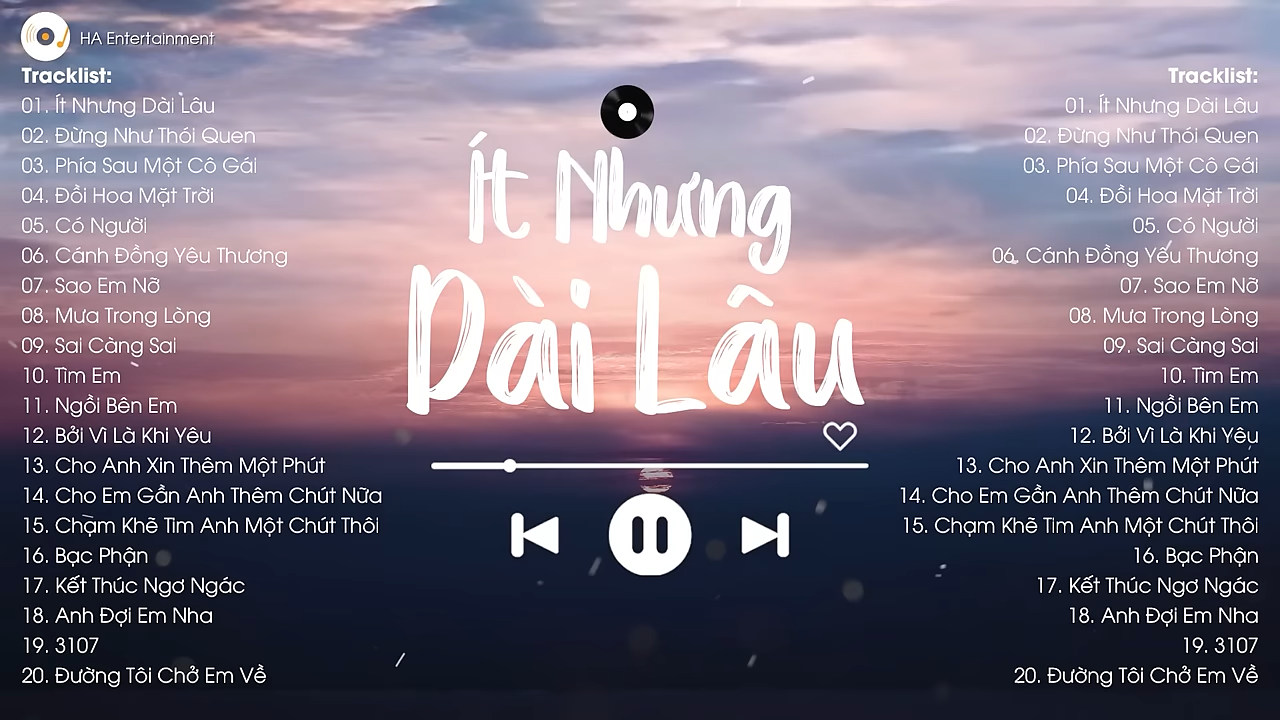 HA Entertainment
Tracklist:
01. Ít Nhưng Dài Lâu
02. Đừng Như Thói Quen
03. Phía Sau Một Cô Gái
04. Đồi Hoa Mặt Trời
05. Có Người
06. Cánh Đồng Yêu Thương
07. Sao Em Nỡ
08. Mưa Trong Lòng
09. Sai Càng Sai
10. Tìm Em
11. Ngồi Bên Em
12. Bởi Vì Là Khi Yêu
13. Cho Anh Xin Thêm Một Phút
14. Cho Em Gần Anh Thêm Chút Nữa
15. Chạm Khẽ Tim Anh Một Chút Thôi
16. Bạc Phận
17. Kết Thúc Ngơ Ngác
18. Anh Đợi Em Nha
19. 3107
20. Đường Tôi Chở Em Về
Ít Nhưng
Dài Lâu
Tracklist:
01. Ít Nhưng Dài Lâu
02. Đừng Như Thói Quen
03. Phía Sau Một Cô Gái
04. Đồi Hoa Mặt Trời
05. Có Người
06. Cánh Đồng Yêu Thương
07. Sao Em Nỡ
08. Mưa Trong Lòng
09. Sai Càng Sai
10. Tìm Em
11. Ngồi Bên Em
12. Bởi Vì Là Khi Yêu
13. Cho Anh Xin Thêm Một Phút
14. Cho Em Gần Anh Thêm Chút Nữa
15. Chạm Khẽ Tim Anh Một Chút Thôi
16. Bạc Phận
17. Kết Thúc Ngơ Ngác
18. Anh Đợi Em Nha
19. 3107
20. Đường Tôi Chở Em Về